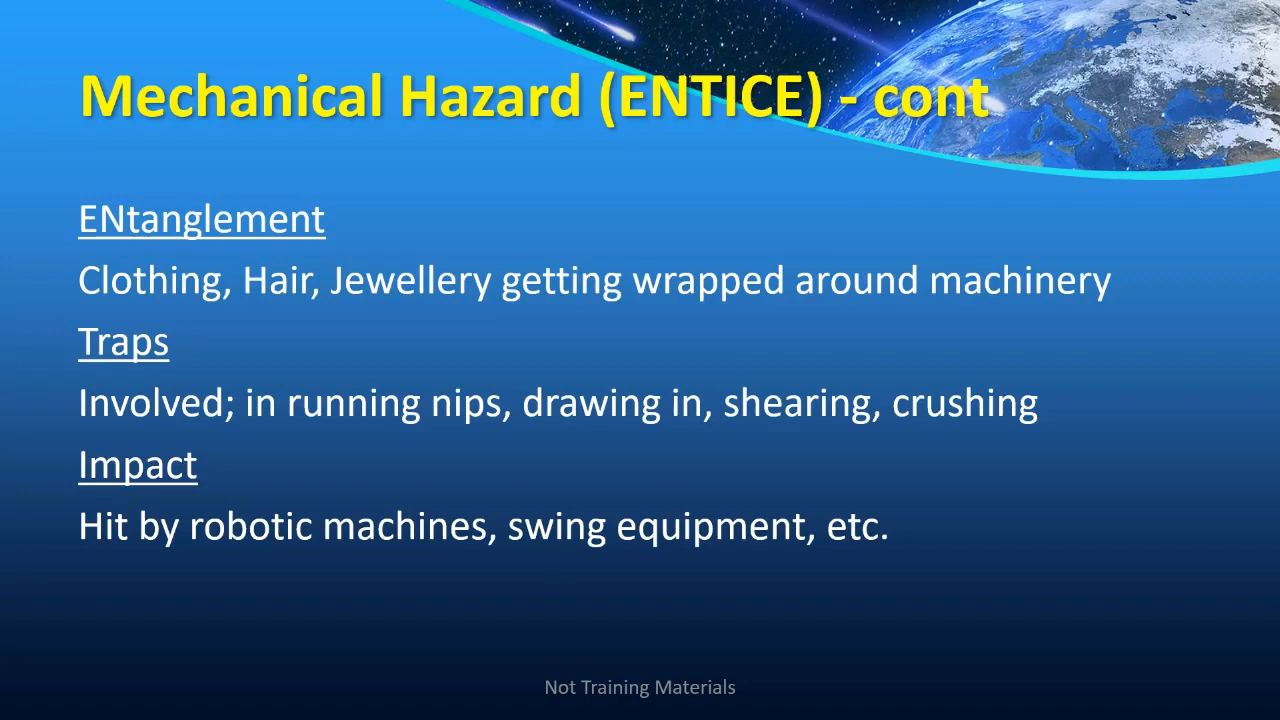 Mechanical Hazard (ENTICE) - cont
ENtanglement
Clothing, Hair, Jewellery getting wrapped around machinery
Traps
Involved; in running nips, drawing in, shearing, crushing
Impact
Hit by robotic machines, swing equipment, etc.
Not Training Materials